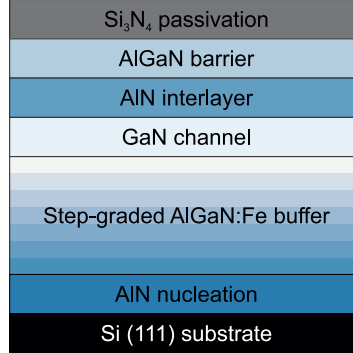 Si₃N₄ passivation
AlGaN barrier
AlN interlayer
GaN channel
Step-graded AlGaN:Fe buffer
AlN nucleation
Si (111) substrate